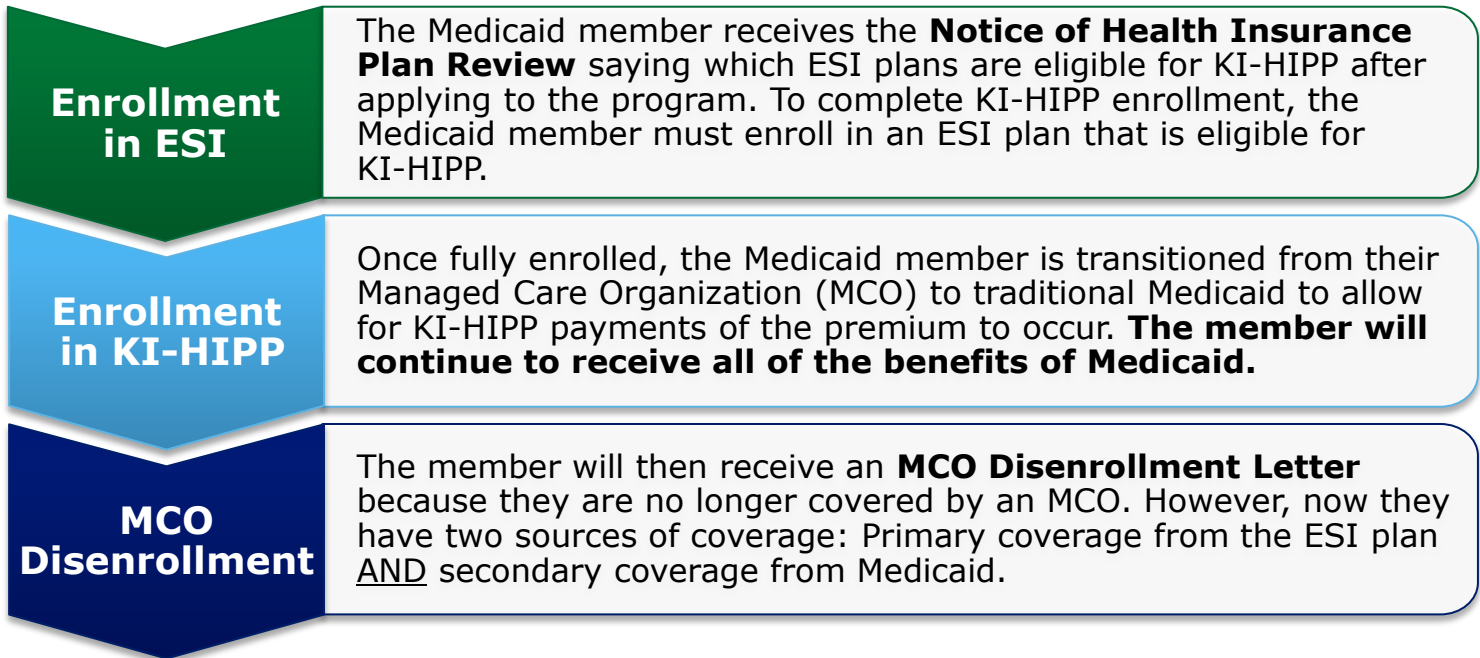 Enrollment
in ESI
The Medicaid member receives the Notice of Health Insurance
Plan Review saying which ESI plans are eligible for KI-HIPP after
applying to the program. To complete KI-HIPP enrollment, the
Medicaid member must enroll in an ESI plan that is eligible for
KI-HIPP.
Enrollment
in KI-HIPP
Once fully enrolled, the Medicaid member is transitioned from their
Managed Care Organization (MCO) to traditional Medicaid to allow
for KI-HIPP payments of the premium to occur. The member will
continue to receive all of the benefits of Medicaid.
MCO
Disenrollment
The member will then receive an MCO Disenrollment Letter
because they are no longer covered by an MCO. However, now they
have two sources of coverage: Primary coverage from the ESI plan
AND secondary coverage from Medicaid.